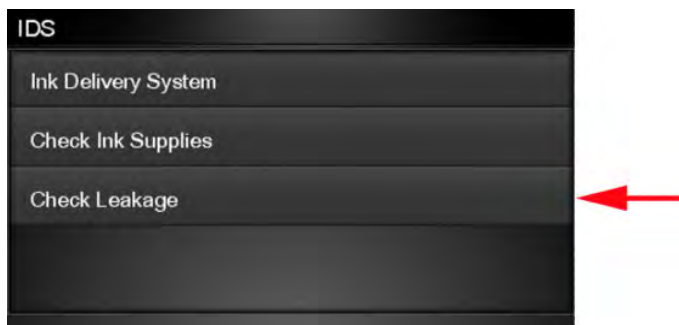 IDS
Ink Delivery System
Check Ink Supplies
Check Leakage